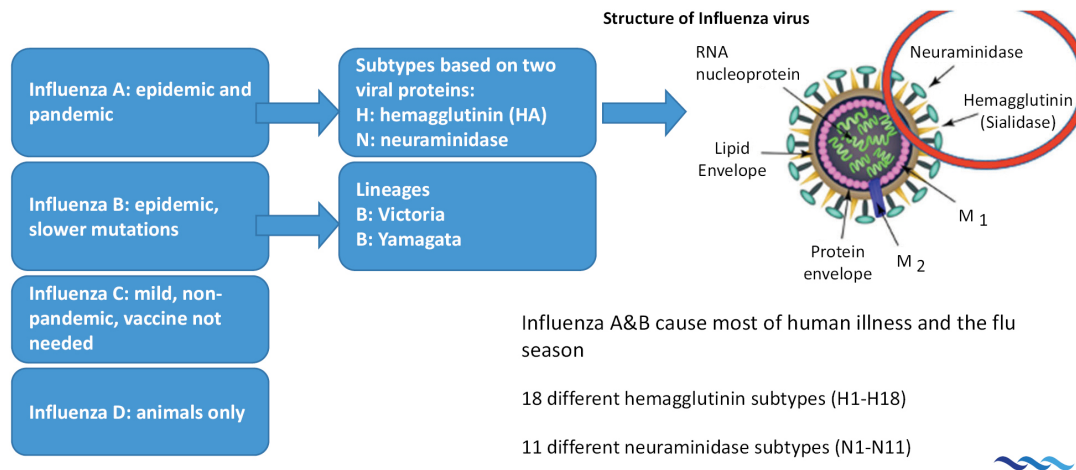 Structure of Influenza virus
Influenza A: epidemic and
pandemic
Subtypes based on two
viral proteins:
H: hemagglutinin (HA)
N: neuraminidase
Influenza B: epidemic,
slower mutations
Lineages
B: Victoria
B: Yamagata
Influenza C: mild, non-
pandemic, vaccine not
needed
Influenza D: animals only
RNA
nucleoprotein
Neuraminidase
Hemagglutinin
(Sialidase)
Lipid
Envelope
M 1
Protein
envelope
M 2
Influenza A&B cause most of human illness and the flu
season
18 different hemagglutinin subtypes (H1-H18)
11 different neuraminidase subtypes (N1-N11)